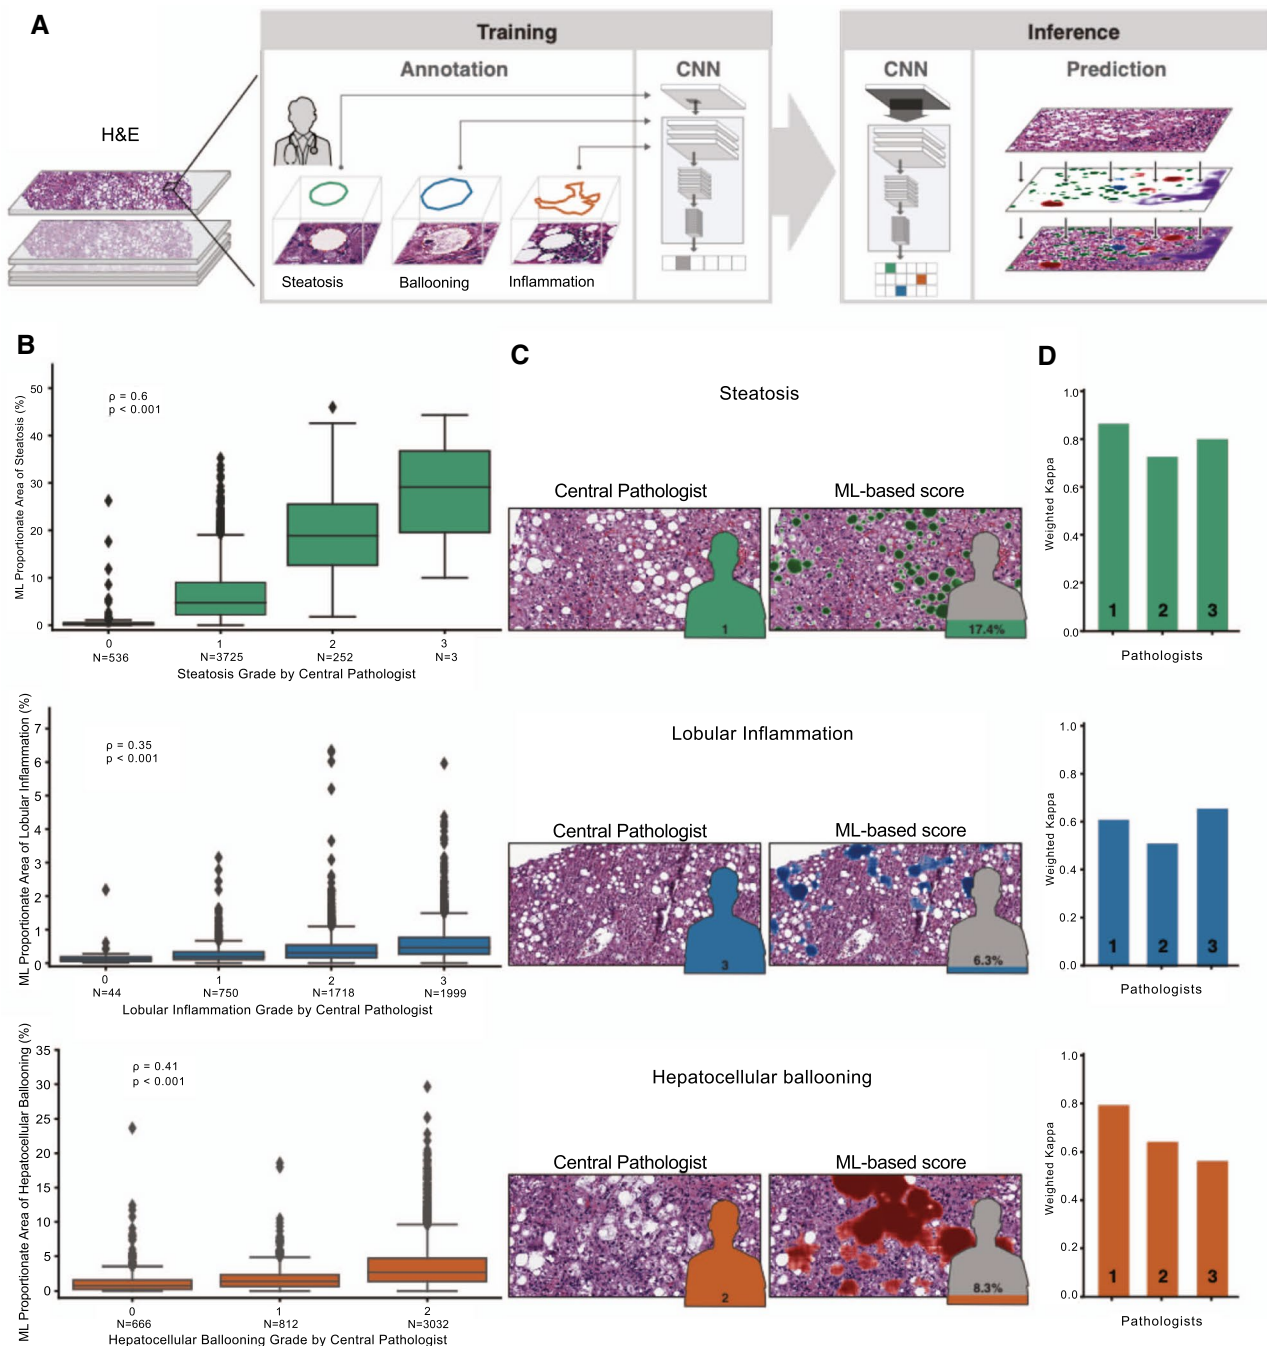 A
Training
Inference
Annotation
CNN
CNN
Prediction
H&E
Steatosis
Ballooning
Inflammation
B
C
D
ML Proportionate Area of Steatosis (%)
50
40
30
20
10
0
ρ = 0.6
p < 0.001
0
1
2
3
N=536
N=3725
N=252
N=3
Steatosis Grade by Central Pathologist
Steatosis
Central Pathologist
ML-based score
1
17.4%
Weighted Kappa
1.0
0.8
0.6
0.4
0.2
0.0
1
2
3
Pathologists
ML Proportionate Area of Lobular Inflammation (%)
7
6
5
4
3
2
1
0
ρ = 0.35
p < 0.001
0
1
2
3
N=44
N=750
N=1718
N=1999
Lobular Inflammation Grade by Central Pathologist
Lobular Inflammation
Central Pathologist
ML-based score
3
6.3%
Weighted Kappa
1.0
0.8
0.6
0.4
0.2
0.0
1
2
3
Pathologists
ML Proportionate Area of Hepatocellular Ballooning (%)
35
30
25
20
15
10
5
0
ρ = 0.41
p < 0.001
0
1
2
N=666
N=812
N=3032
Hepatocellular Ballooning Grade by Central Pathologist
Hepatocellular ballooning
Central Pathologist
ML-based score
2
8.3%
Weighted Kappa
1.0
0.8
0.6
0.4
0.2
0.0
1
2
3
Pathologists